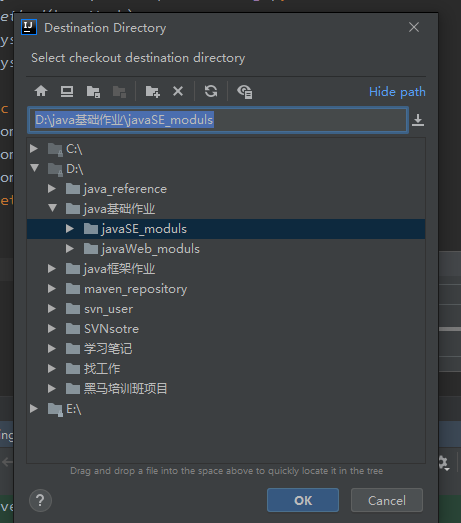 Destination Directory
Select checkout destination directory
Hide path
D:\java基础作业\javaSE_moduls
C:\
D:\
java_reference
java基础作业
javaSE_moduls
javaWeb_moduls
java框架作业
maven_repository
svn_user
SVNsotre
学习笔记
找工作
黑马培训班项目
E:\
Drag and drop a file into the space above to quickly locate it in the tree
?
OK
Cancel